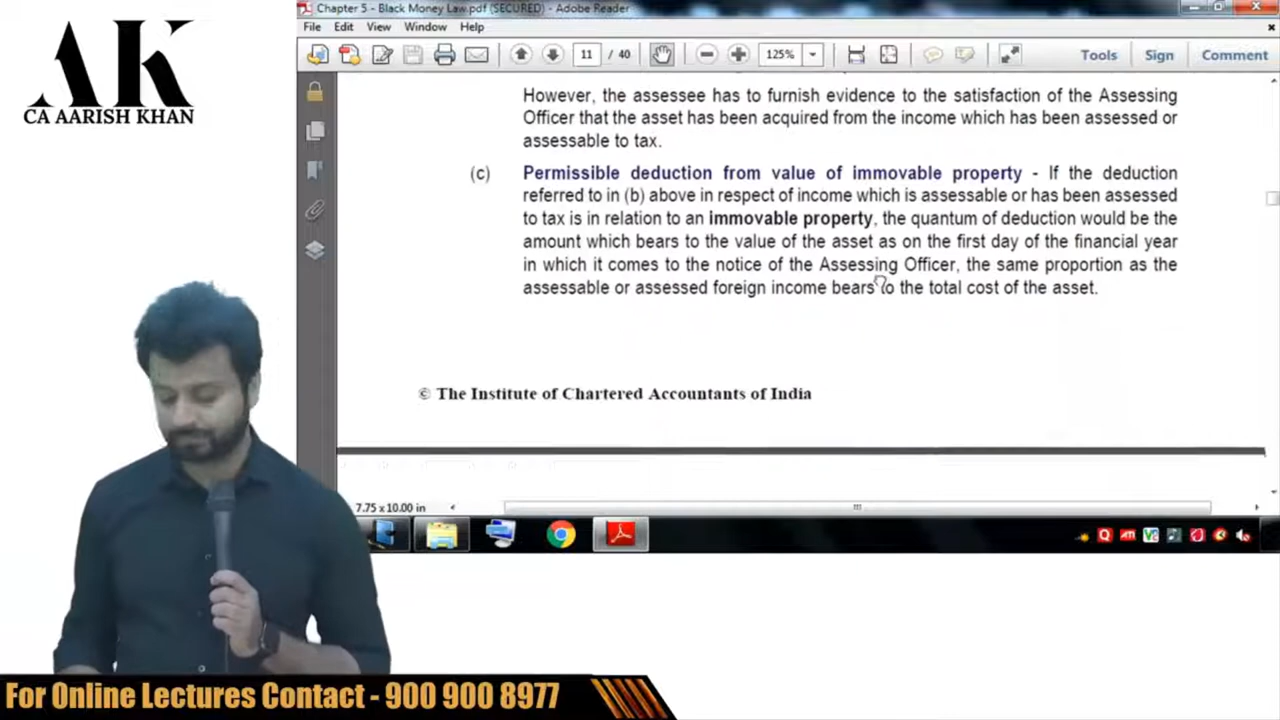 AK
CA AARISH KHAN
Chapter 5 - Black Money Law.pdf (SECURED) - Adobe Reader
File Edit View Window Help
11 / 40 125% Tools Sign Comment
However, the assessee has to furnish evidence to the satisfaction of the Assessing
Officer that the asset has been acquired from the income which has been assessed or
assessable to tax.
(c) Permissible deduction from value of immovable property - If the deduction
referred to in (b) above in respect of income which is assessable or has been assessed
to tax is in relation to an immovable property, the quantum of deduction would be the
amount which bears to the value of the asset as on the first day of the financial year
in which it comes to the notice of the Assessing Officer, the same proportion as the
assessable or assessed foreign income bears to the total cost of the asset.
© The Institute of Chartered Accountants of India
7.75 x 10.00 in
For Online Lectures Contact - 900 900 8977